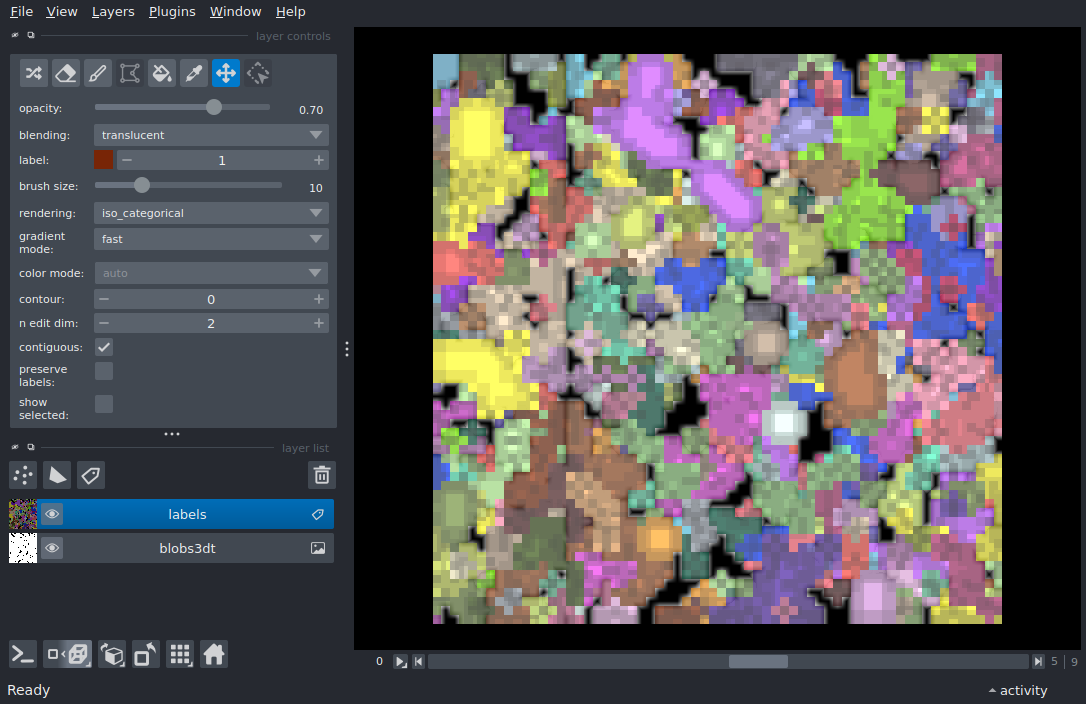 File View Layers Plugins Window Help
layer controls
opacity: 0.70
blending: translucent
label: 1
brush size: 10
rendering: iso_categorical
gradient
mode: fast
color mode: auto
contour: 0
n edit dim: 2
contiguous:
preserve
labels:
show
selected:
layer list
labels
blobs3dt
0 5 | 9
Ready activity